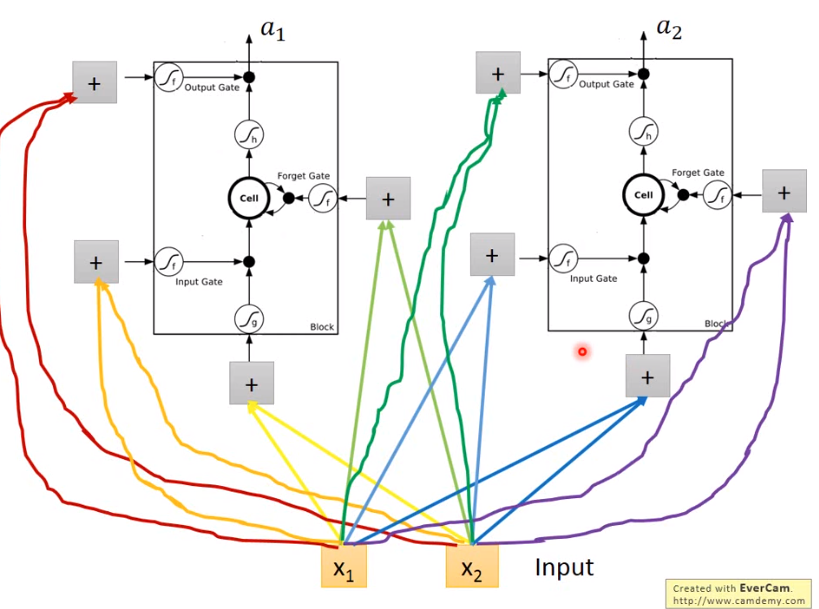 a₁
a₂
+
f
Output Gate
+
f
Output Gate
h
h
Forget Gate
Cell
f
+
Forget Gate
Cell
f
+
+
f
Input Gate
+
f
Input Gate
g
Block
g
Block
+
+
x₁
x₂
Input
Created with EverCam.
http://www.camdemy.com